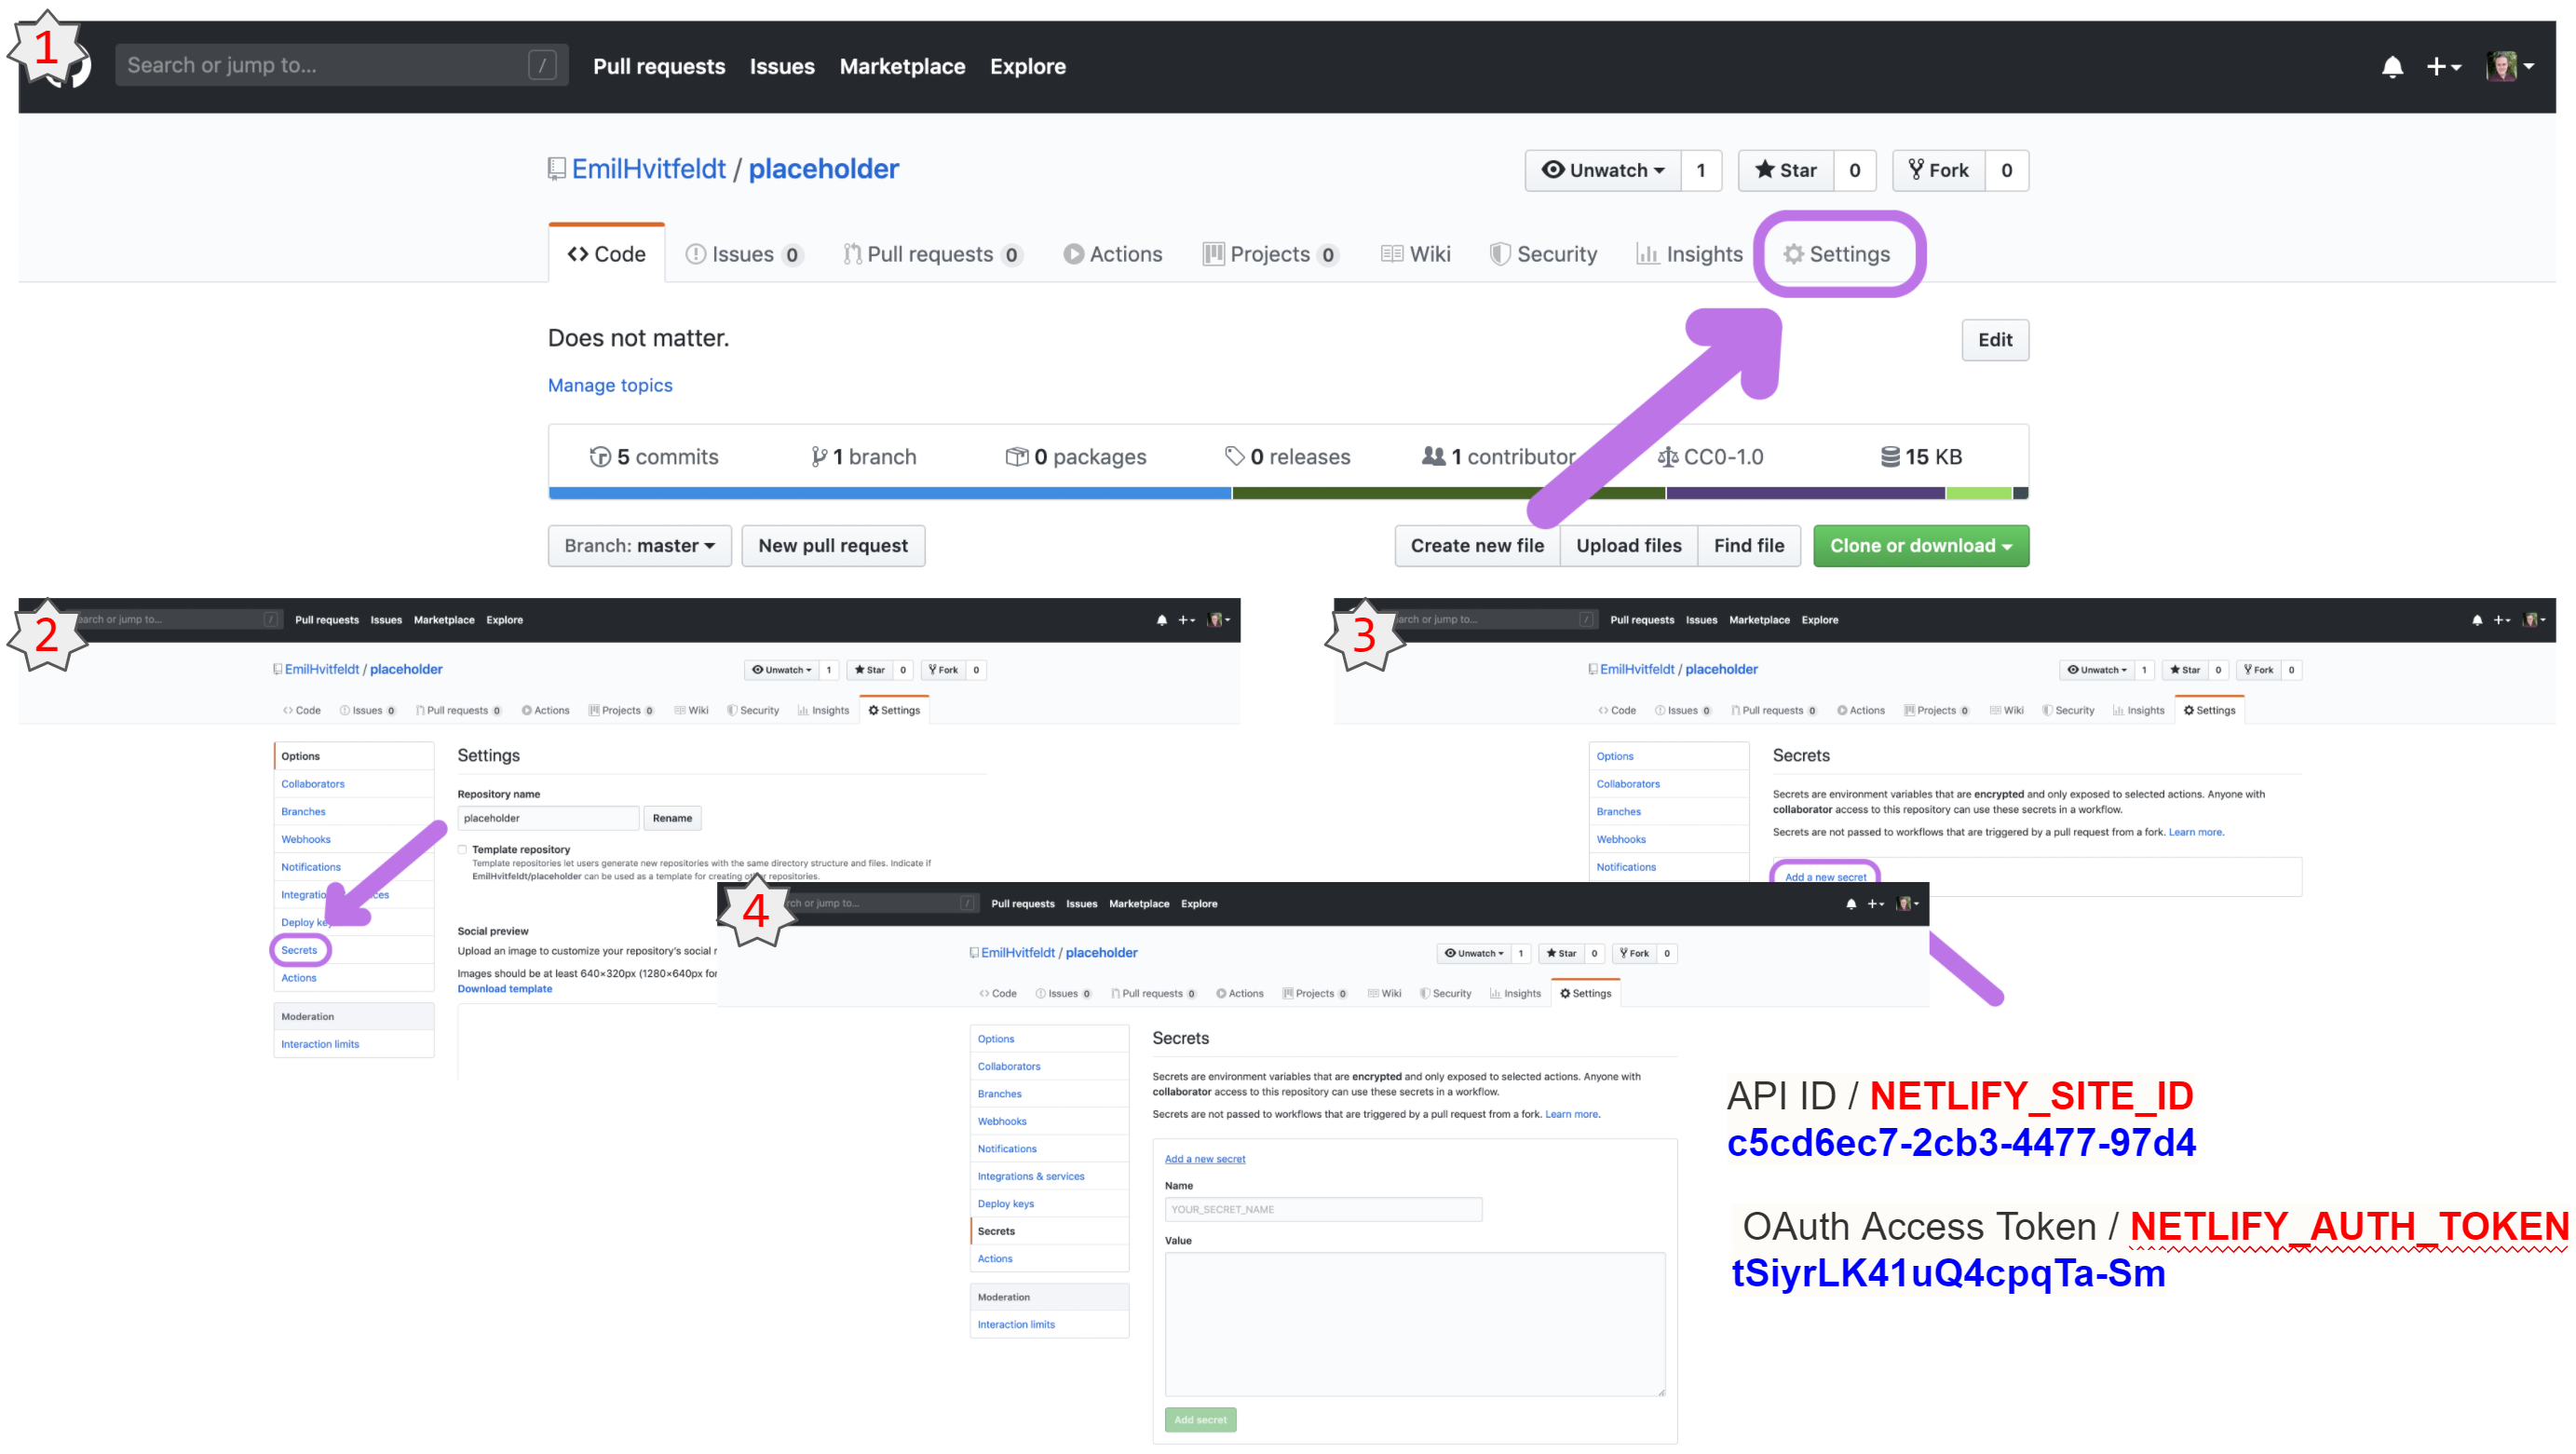 1
Search or jump to... /
Pull requests Issues Marketplace Explore
EmilHvitfeldt / placeholder
Unwatch 1 Star 0 Fork 0
Code Issues 0 Pull requests 0 Actions Projects 0 Wiki Security Insights Settings
Does not matter.
Edit
Manage topics
5 commits 1 branch 0 packages 0 releases 1 contributor CC0-1.0 15 KB
Branch: master New pull request Create new file Upload files Find file Clone or download
2
earch or jump to... / Pull requests Issues Marketplace Explore
EmilHvitfeldt / placeholder
Unwatch 1 Star 0 Fork 0
Code Issues 0 Pull requests 0 Actions Projects 0 Wiki Security Insights Settings
Options
Collaborators
Branches
Webhooks
Notifications
Integratio ces
Deploy ke
Secrets
Actions
Moderation
Interaction limits
Settings
Repository name
placeholder Rename
Template repository
Template repositories let users generate new repositories with the same directory structure and files. Indicate if
EmilHvitfeldt/placeholder can be used as a template for creating repositories.
Social preview
Upload an image to customize your repository's social
Images should be at least 640×320px (1280×640px for
Download template
3
arch or jump to... / Pull requests Issues Marketplace Explore
EmilHvitfeldt / placeholder
Unwatch 1 Star 0 Fork 0
Code Issues 0 Pull requests 0 Actions Projects 0 Wiki Security Insights Settings
Options
Collaborators
Branches
Webhooks
Notifications
Secrets
Secrets are environment variables that are encrypted and only exposed to selected actions. Anyone with
collaborator access to this repository can use these secrets in a workflow.
Secrets are not passed to workflows that are triggered by a pull request from a fork. Learn more.
Add a new secret
4
rch or jump to... / Pull requests Issues Marketplace Explore
EmilHvitfeldt / placeholder
Unwatch 1 Star 0 Fork 0
Code Issues 0 Pull requests 0 Actions Projects 0 Wiki Security Insights Settings
Options
Collaborators
Branches
Webhooks
Notifications
Integrations & services
Deploy keys
Secrets
Actions
Moderation
Interaction limits
Secrets
Secrets are environment variables that are encrypted and only exposed to selected actions. Anyone with
collaborator access to this repository can use these secrets in a workflow.
Secrets are not passed to workflows that are triggered by a pull request from a fork. Learn more.
Add a new secret
Name
YOUR_SECRET_NAME
Value
Add secret
API ID / NETLIFY_SITE_ID
c5cd6ec7-2cb3-4477-97d4
OAuth Access Token / NETLIFY_AUTH_TOKEN
tSiyrLK41uQ4cpqTa-Sm